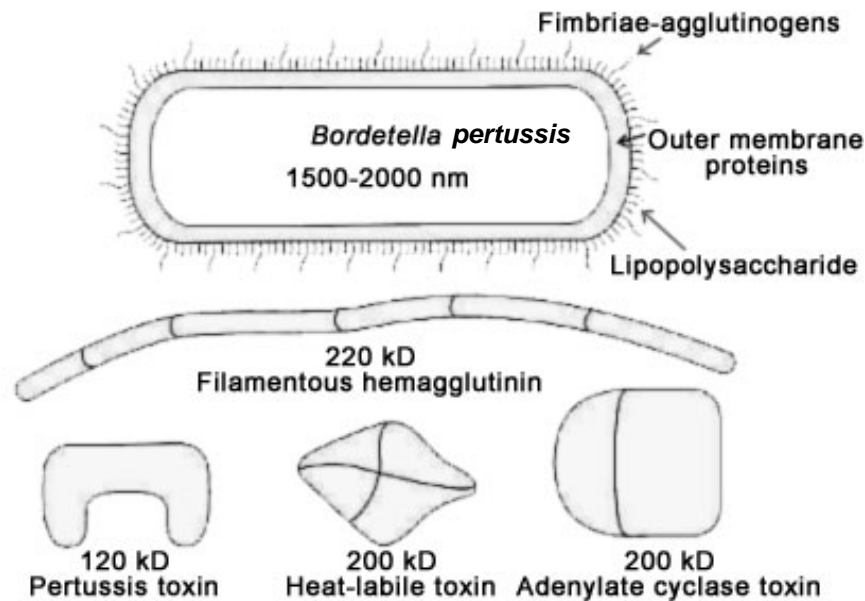 Fimbriae-agglutinogens
Bordetella pertussis
1500-2000 nm
Outer membrane
proteins
Lipopolysaccharide
220 kD
Filamentous hemagglutinin
120 kD
Pertussis toxin
200 kD
Heat-labile toxin
200 kD
Adenylate cyclase toxin